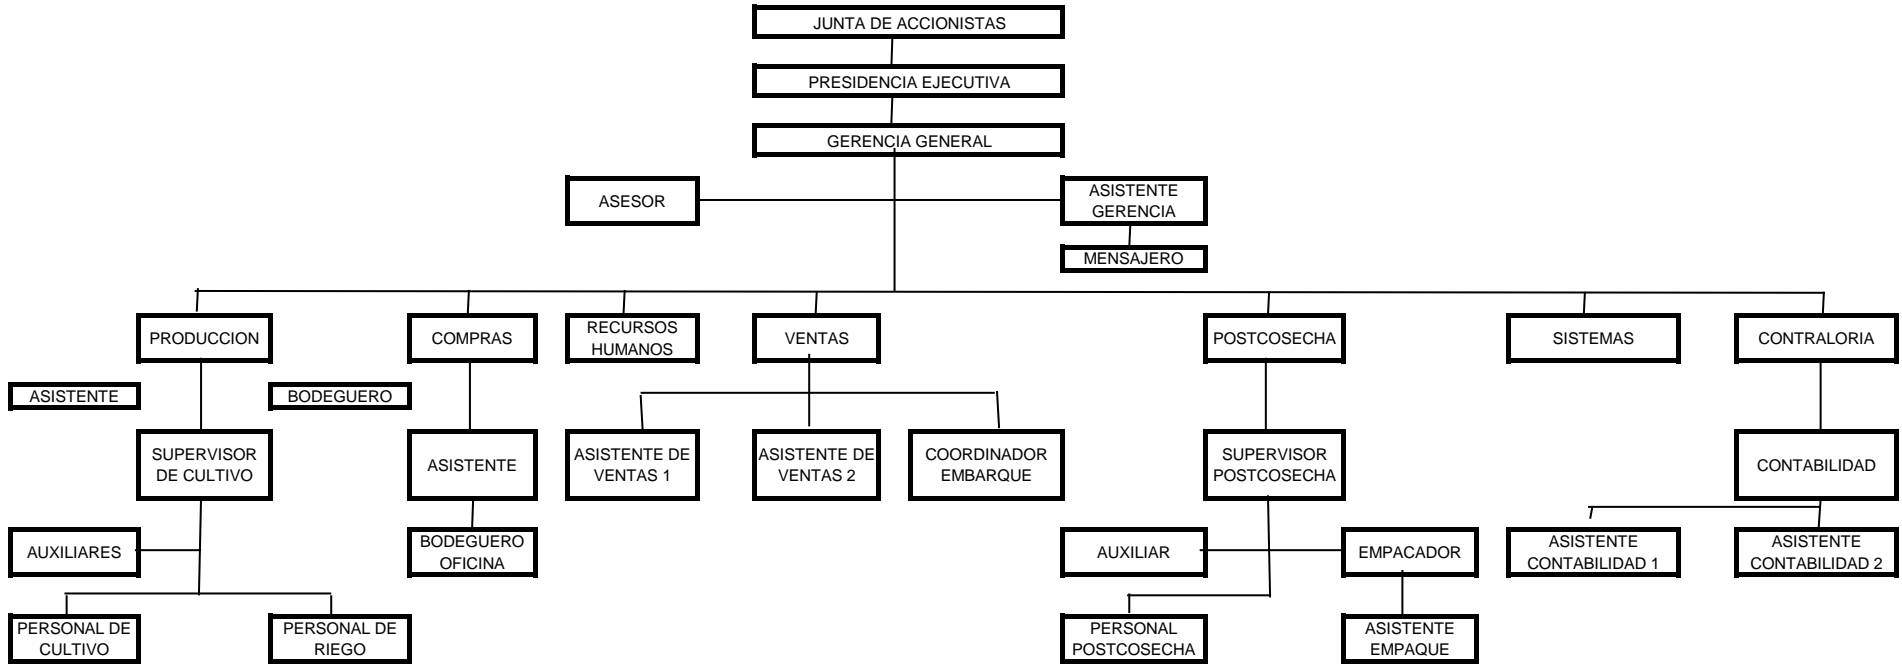 JUNTA DE ACCIONISTAS
PRESIDENCIA EJECUTIVA
GERENCIA GENERAL
ASESOR
ASISTENTE
GERENCIA
MENSAJERO
PRODUCCION
COMPRAS
RECURSOS
HUMANOS
VENTAS
POSTCOSECHA
SISTEMAS
CONTRALORIA
ASISTENTE
BODEGUERO
SUPERVISOR
DE CULTIVO
ASISTENTE
ASISTENTE DE
VENTAS 1
ASISTENTE DE
VENTAS 2
COORDINADOR
EMBARQUE
SUPERVISOR
POSTCOSECHA
CONTABILIDAD
AUXILIARES
BODEGUERO
OFICINA
AUXILIAR
EMPACADOR
ASISTENTE
CONTABILIDAD 1
ASISTENTE
CONTABILIDAD 2
PERSONAL DE
CULTIVO
PERSONAL DE
RIEGO
PERSONAL
POSTCOSECHA
ASISTENTE
EMPAQUE